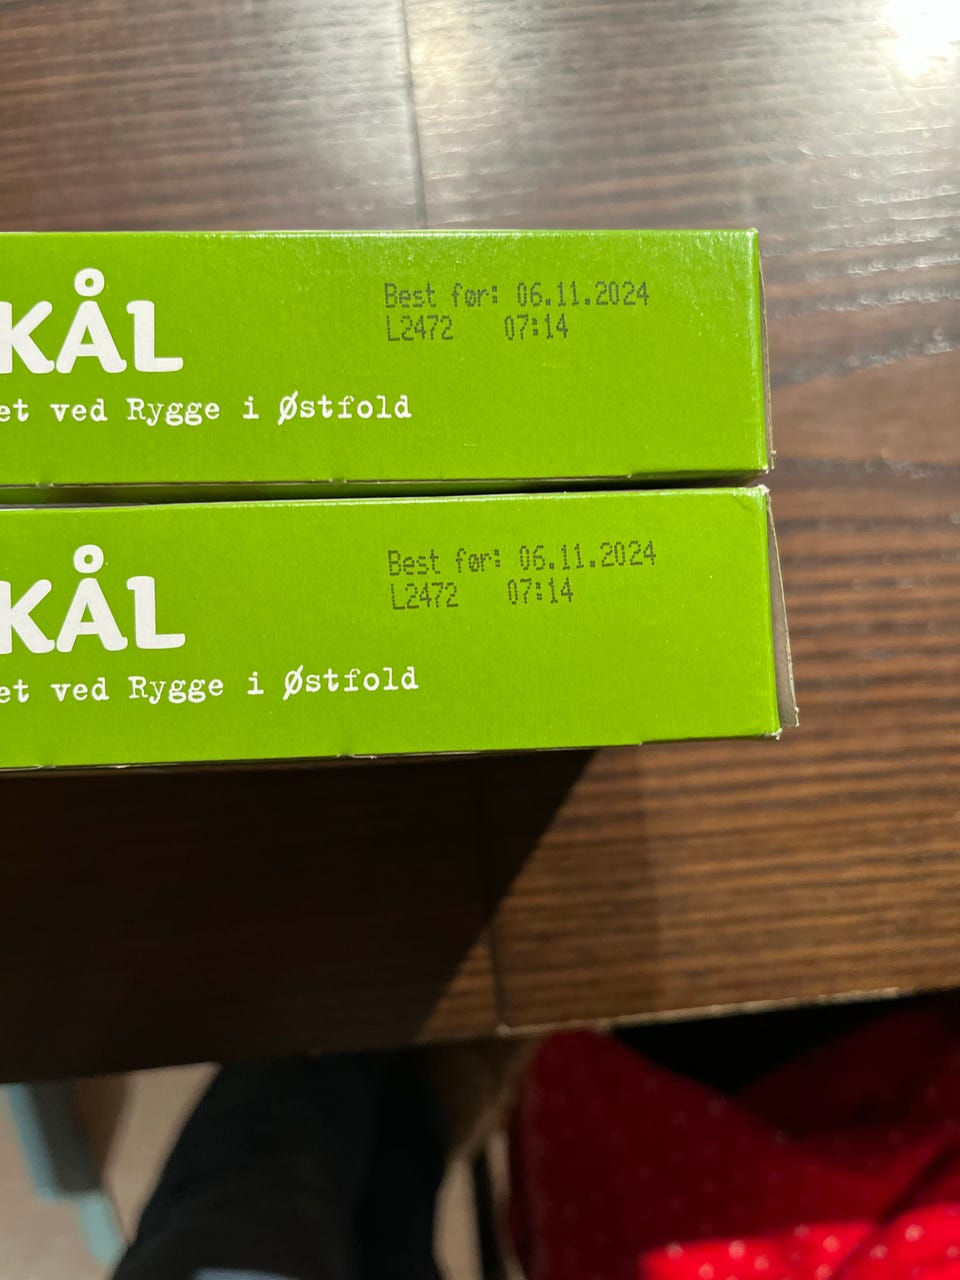 KÅL
Best før: 06.11.2024
L2472 07:14
et ved Rygge i Østfold
KÅL
Best før: 06.11.2024
L2472 07:14
et ved Rygge i Østfold